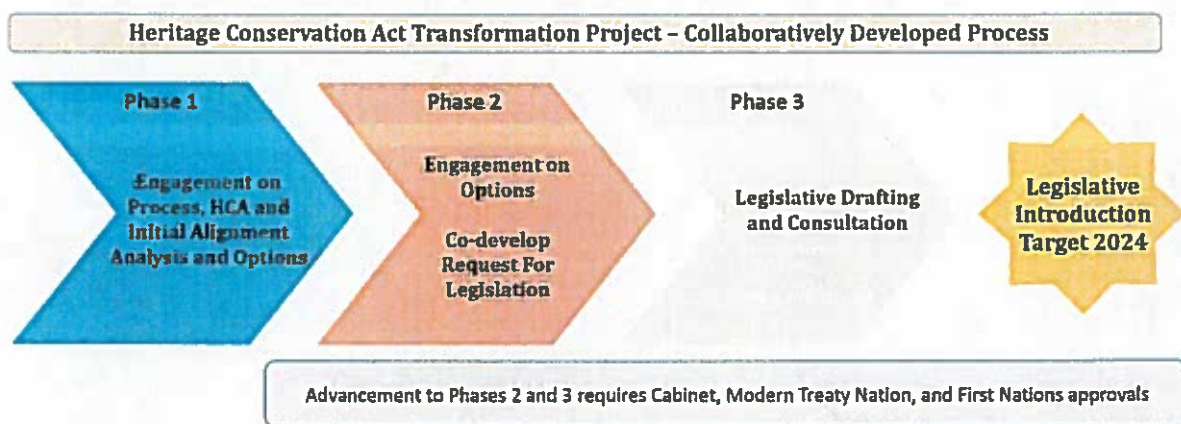 Heritage Conservation Act Transformation Project – Collaboratively Developed Process
Phase 1
Engagement on
Process, HCA and
Initial Alignment
Analysis and Options
Phase 2
Engagement on
Options
Co-develop
Request For
Legislation
Phase 3
Legislative Drafting
and Consultation
Legislative
Introduction
Target 2024
Advancement to Phases 2 and 3 requires Cabinet, Modern Treaty Nation, and First Nations approvals